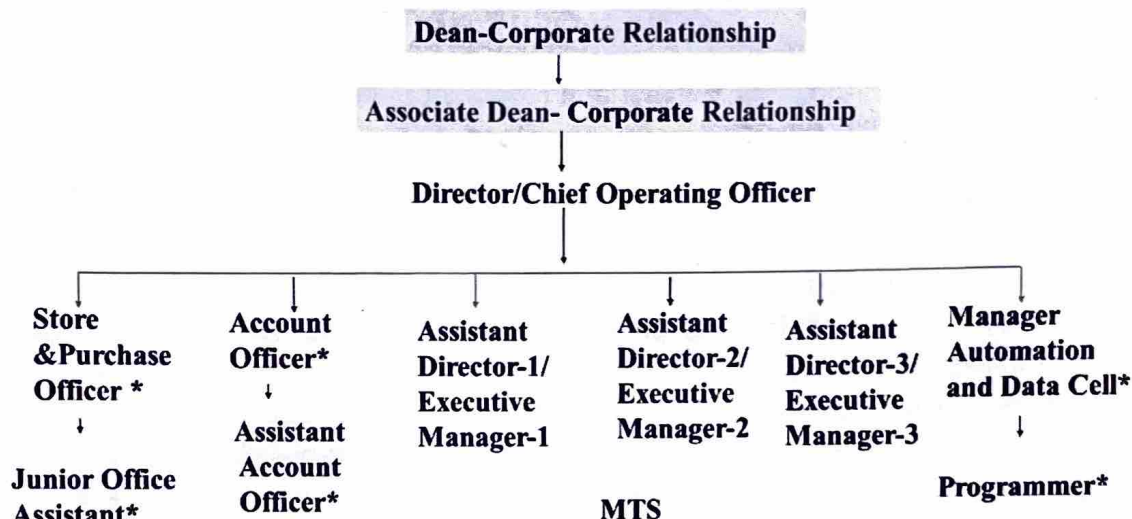 Dean-Corporate Relationship
Associate Dean- Corporate Relationship
Director/Chief Operating Officer
Store
&Purchase
Officer *
Junior Office
Assistant*
Account
Officer*
Assistant
Account
Officer*
Assistant
Director-1/
Executive
Manager-1
Assistant
Director-2/
Executive
Manager-2
MTS
Assistant
Director-3/
Executive
Manager-3
Manager
Automation
and Data Cell*
Programmer*